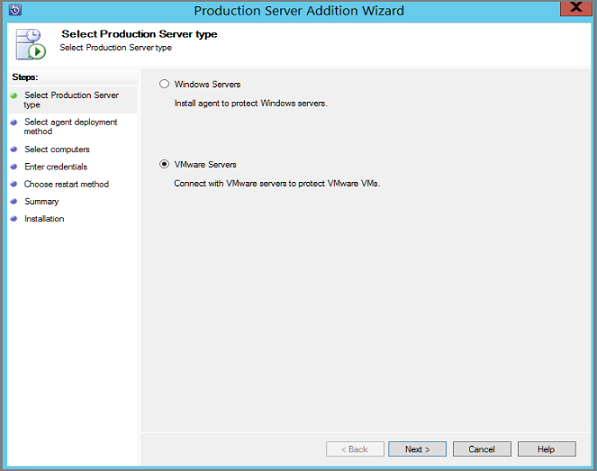 Production Server Addition Wizard
X
Select Production Server type
Select Production Server type
Steps:
Select Production Server
type
Select agent deployment
method
Select computers
Enter credentials
Choose restart method
Summary
Installation
Windows Servers
Install agent to protect Windows servers.
VMware Servers
Connect with VMware servers to protect VMware VMs.
< Back
Next >
Cancel
Help